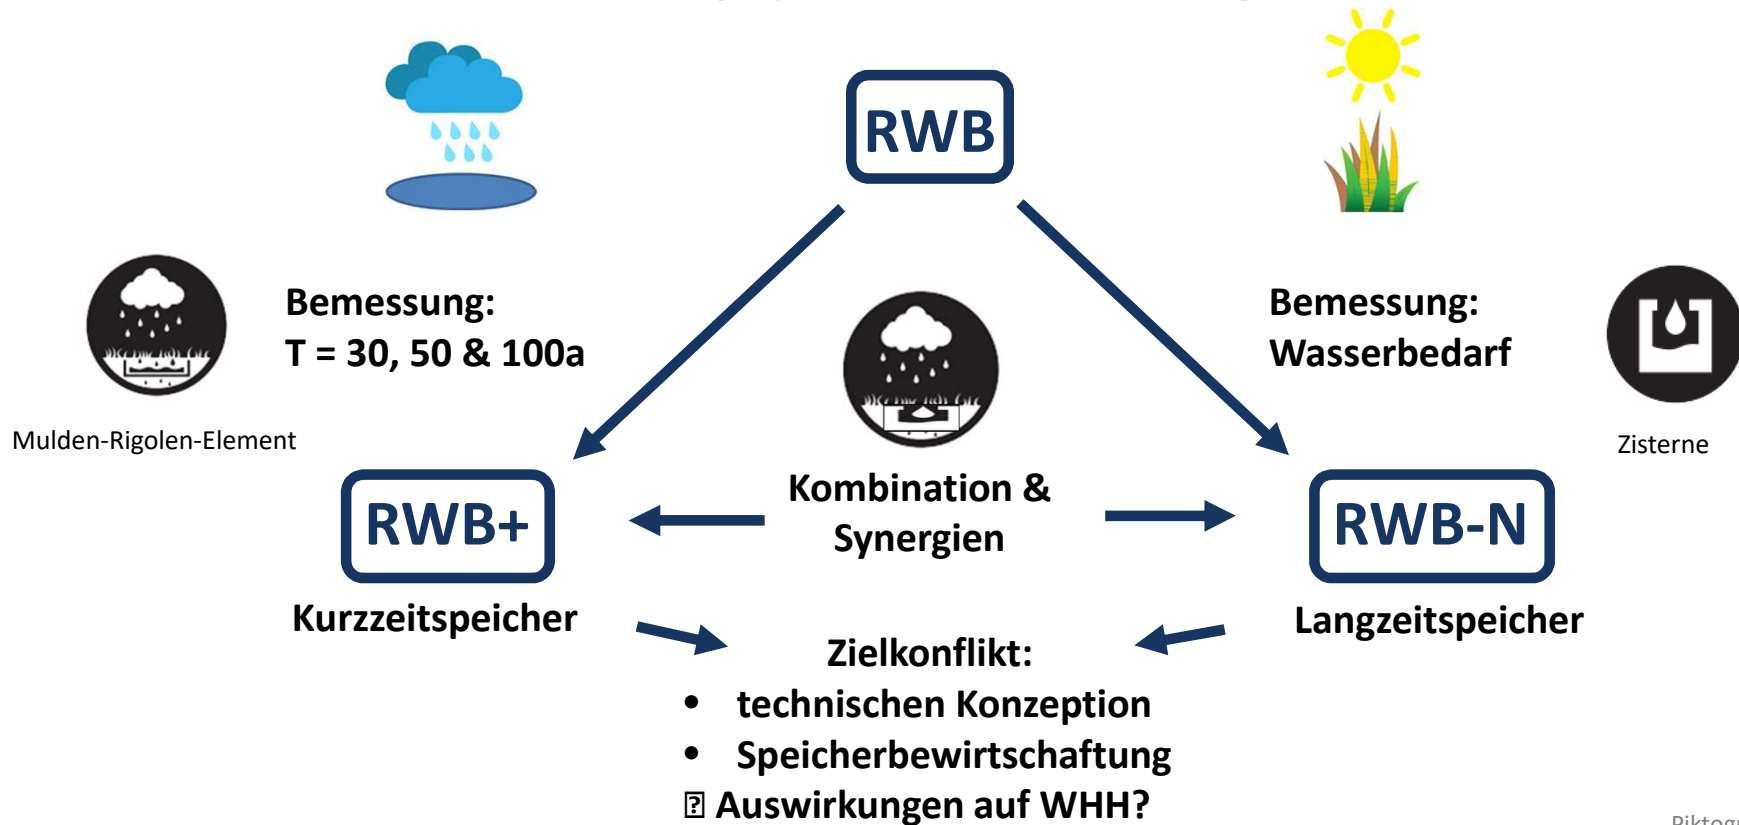 RWB
Bemessung:
T = 30, 50 & 100a
Bemessung:
Wasserbedarf
Mulden-Rigolen-Element
Zisterne
Kombination &
Synergien
RWB+
RWB-N
Kurzzeitspeicher
Langzeitspeicher
Zielkonflikt:
• technischen Konzeption
• Speicherbewirtschaftung
Auswirkungen auf WHH?